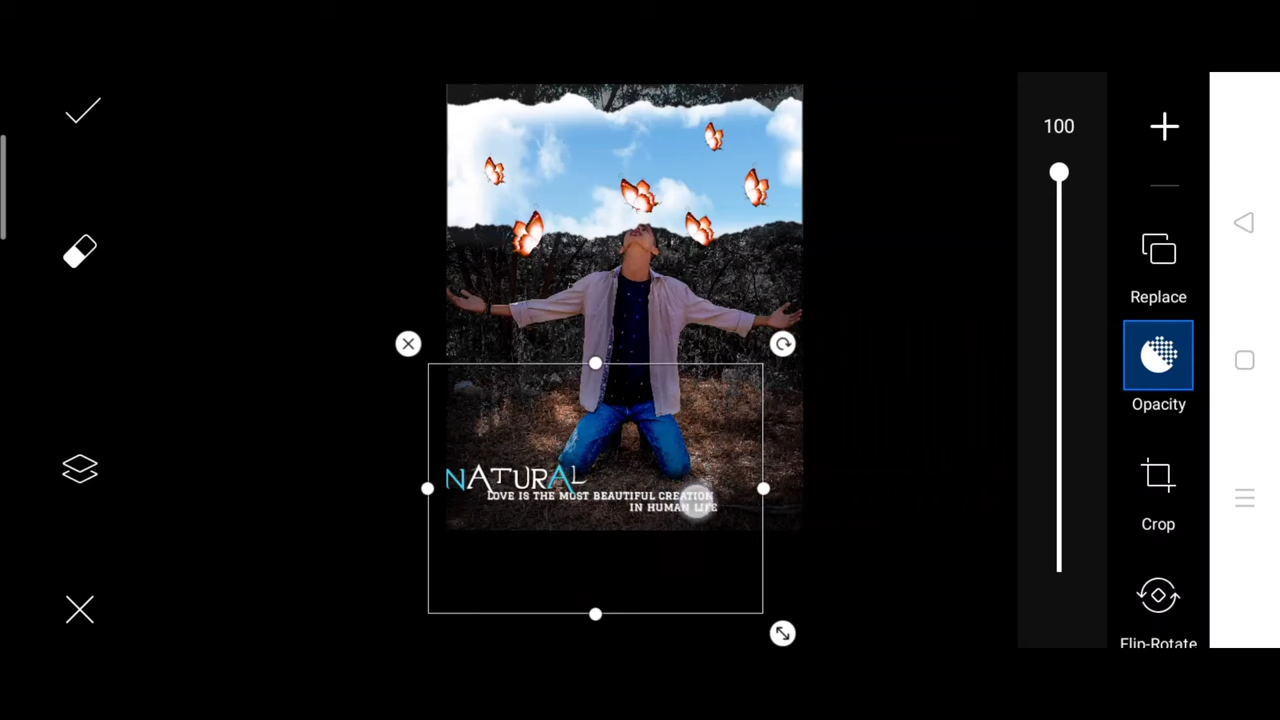 100
Replace
Opacity
Crop
Flip-Rotate
NATURAL
LOVE IS THE MOST BEAUTIFUL CREATION
IN HUMAN LIFE